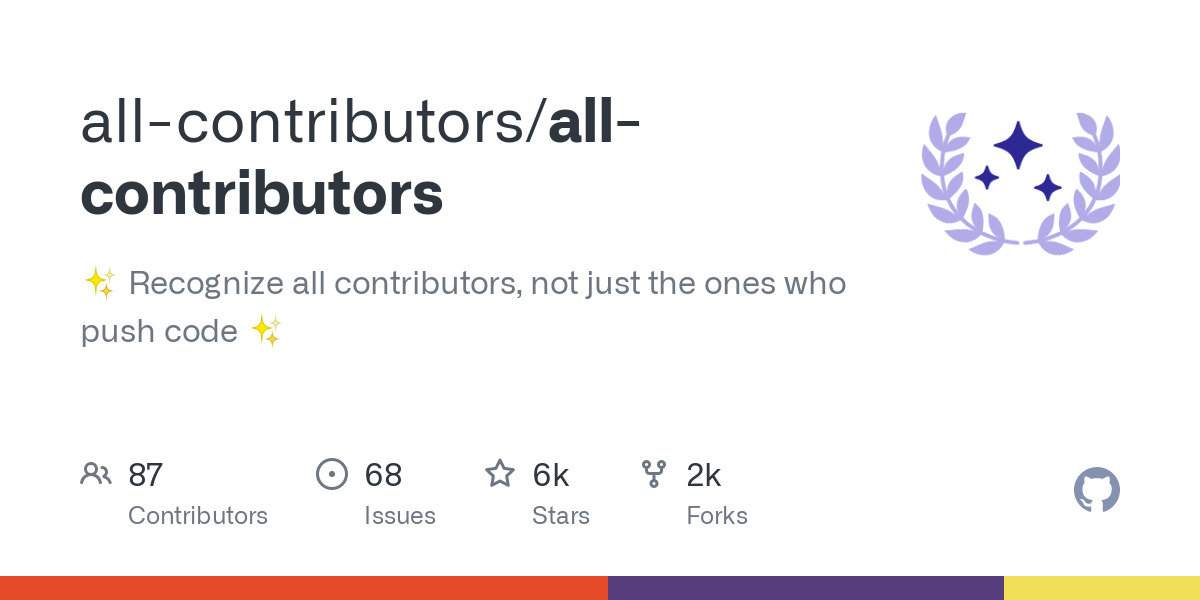 all-contributors/all-
contributors
✨ Recognize all contributors, not just the ones who
push code ✨
87 68 6k 2k
Contributors Issues Stars Forks